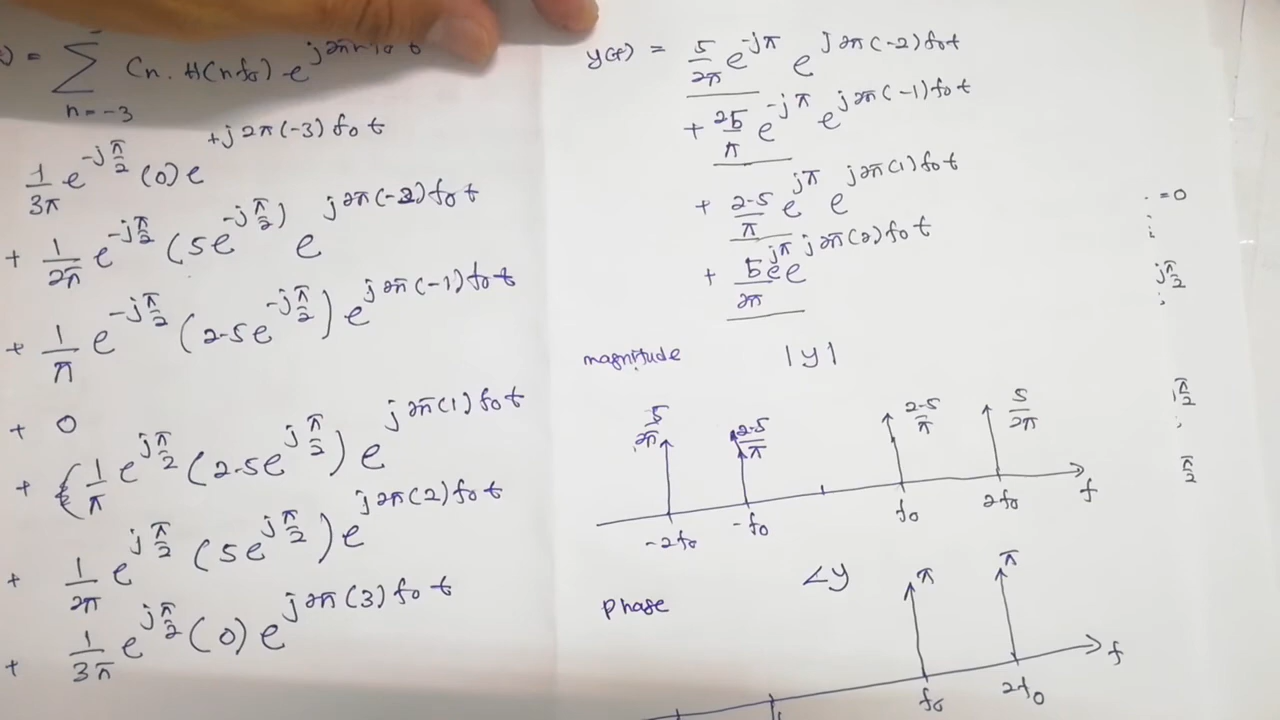 ) = Σ Cn. H(nf₀) e^{j2πnf₀t}
n=-3
1/3π e^{-jπ/2} (0) e^{+j2π(-3)f₀t}
+ 1/2π e^{-jπ/2} (5e^{-jπ/2}) e^{j2π(-2)f₀t}
+ 1/π e^{-jπ/2} (2-5e^{-jπ/2}) e^{j2π(-1)f₀t}
+ 0
+ { 1/π e^{jπ/2} (2-5e^{jπ/2}) e^{j2π(1)f₀t}
+ 1/2π e^{jπ/2} (5e^{jπ/2}) e^{j2π(2)f₀t}
+ 1/3π e^{jπ/2} (0) e^{j2π(3)f₀t}
y(t) = 5/2π e^{-jπ} e^{j2π(-2)f₀t}
+ 25/π e^{-jπ} e^{j2π(-1)f₀t}
+ 2-5/π e^{jπ} e^{j2π(1)f₀t}
+ 5/2π e^{jπ} e^{j2π(2)f₀t}
magnitude |y|
5/2π 2-5/π 2-5/π 5/2π
-2f₀ -f₀ f₀ 2f₀ f
phase ∠y
π π
f₀ 2f₀ f
=0
jπ/2
π/2
π/2